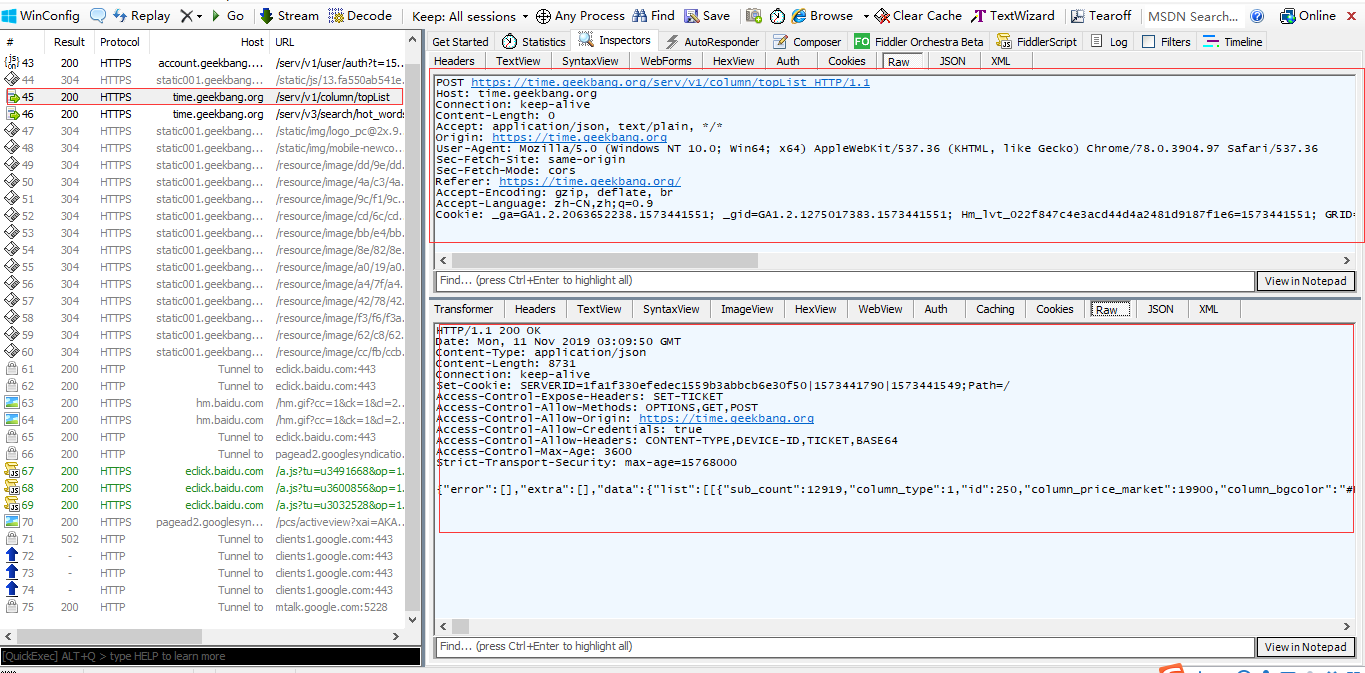 WinConfig Replay Go Stream Decode Keep: All sessions Any Process Find Save Browse Clear Cache TextWizard Tearoff MSDN Search... Online
# Result Protocol Host URL
43 200 HTTPS account.geekbang.... /serv/v1/user/auth?t=15...
44 304 HTTPS static001.geekbang... /static/js/13.fa550ab541e...
45 200 HTTPS time.geekbang.org /serv/v1/column/topList
46 200 HTTPS time.geekbang.org /serv/v3/search/hot_words
47 304 HTTPS static001.geekbang... /static/img/logo_pc@2x.9...
48 304 HTTPS static001.geekbang... /static/img/mobile-newco...
49 304 HTTPS static001.geekbang... /resource/image/dd/9e/dd...
50 304 HTTPS static001.geekbang... /resource/image/4a/c3/4a...
51 304 HTTPS static001.geekbang... /resource/image/9c/f1/9c...
52 304 HTTPS static001.geekbang... /resource/image/cd/6c/cd...
53 304 HTTPS static001.geekbang... /resource/image/bb/e4/bb...
54 304 HTTPS static001.geekbang... /resource/image/8e/82/8e...
55 304 HTTPS static001.geekbang... /resource/image/a0/19/a0...
56 304 HTTPS static001.geekbang... /resource/image/a4/7f/a4...
57 304 HTTPS static001.geekbang... /resource/image/42/78/42...
58 304 HTTPS static001.geekbang... /resource/image/f3/f6/f3a...
59 304 HTTPS static001.geekbang... /resource/image/62/c8/62...
60 304 HTTPS static001.geekbang... /resource/image/cc/fb/ccb...
61 200 HTTP Tunnel to eclick.baidu.com:443
62 200 HTTP Tunnel to eclick.baidu.com:443
63 200 HTTPS hm.baidu.com /hm.gif?cc=1&ck=1&cl=2...
64 200 HTTPS hm.baidu.com /hm.gif?cc=1&ck=1&cl=2...
65 200 HTTP Tunnel to eclick.baidu.com:443
66 200 HTTP Tunnel to pagead2.googlesyndicatio...
67 200 HTTPS eclick.baidu.com /a.js?tu=u3491668&op=1...
68 200 HTTPS eclick.baidu.com /a.js?tu=u3600856&op=1...
69 200 HTTPS eclick.baidu.com /a.js?tu=u3032528&op=1...
70 200 HTTPS pagead2.googlesyn... /pcs/activeview?xai=AKA...
71 502 HTTP Tunnel to clients1.google.com:443
72 - HTTP Tunnel to clients1.google.com:443
73 - HTTP Tunnel to clients1.google.com:443
74 - HTTP Tunnel to clients1.google.com:443
75 200 HTTP Tunnel to mtalk.google.com:5228
[QuickExec] ALT+Q > type HELP to learn more
Get Started Statistics Inspectors AutoResponder Composer FO Fiddler Orchestra Beta FiddlerScript Log Filters Timeline
Headers TextView SyntaxView WebForms HexView Auth Cookies Raw JSON XML
POST https://time.geekbang.org/serv/v1/column/topList HTTP/1.1
Host: time.geekbang.org
Connection: keep-alive
Content-Length: 0
Accept: application/json, text/plain, */*
Origin: https://time.geekbang.org
User-Agent: Mozilla/5.0 (Windows NT 10.0; Win64; x64) AppleWebKit/537.36 (KHTML, like Gecko) Chrome/78.0.3904.97 Safari/537.36
Sec-Fetch-Site: same-origin
Sec-Fetch-Mode: cors
Referer: https://time.geekbang.org/
Accept-Encoding: gzip, deflate, br
Accept-Language: zh-CN,zh;q=0.9
Cookie: _ga=GA1.2.2063652238.1573441551; _gid=GA1.2.1275017383.1573441551; Hm_lvt_022f847c4e3acd44d4a2481d9187f1e6=1573441551; GRID=
Find... (press Ctrl+Enter to highlight all) View in Notepad
Transformer Headers TextView SyntaxView ImageView HexView WebView Auth Caching Cookies Raw JSON XML
HTTP/1.1 200 OK
Date: Mon, 11 Nov 2019 03:09:50 GMT
Content-Type: application/json
Content-Length: 8731
Connection: keep-alive
Set-Cookie: SERVERID=1fa1f330efedec1559b3abbcb6e30f50|1573441790|1573441549;Path=/
Access-Control-Expose-Headers: SET-TICKET
Access-Control-Allow-Methods: OPTIONS,GET,POST
Access-Control-Allow-Origin: https://time.geekbang.org
Access-Control-Allow-Credentials: true
Access-Control-Allow-Headers: CONTENT-TYPE,DEVICE-ID,TICKET,BASE64
Access-Control-Max-Age: 3600
Strict-Transport-Security: max-age=15768000
{"error":[],"extra":[],"data":{"list":[[{"sub_count":12919,"column_type":1,"id":250,"column_price_market":19900,"column_bgcolor":"#
Find... (press Ctrl+Enter to highlight all) View in Notepad